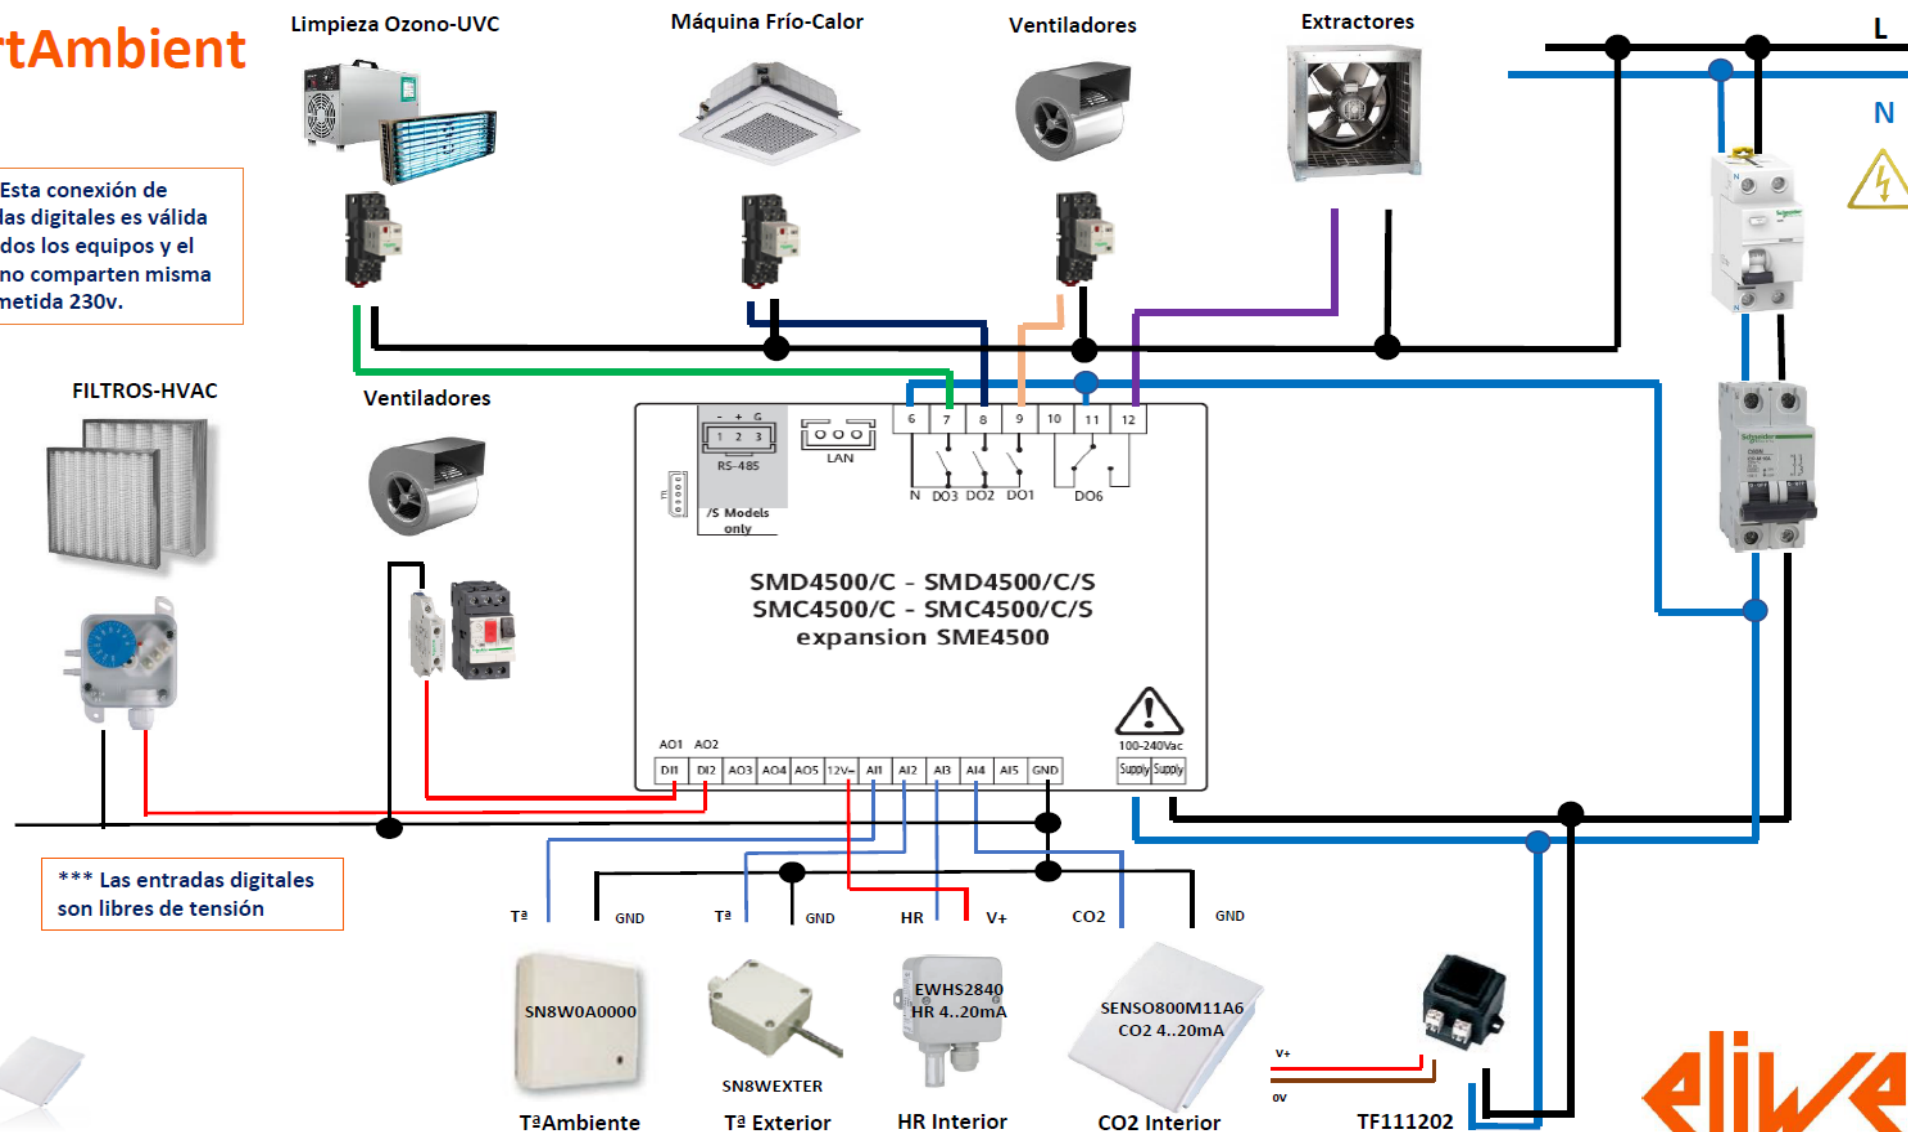 rtAmbient
Limpieza Ozono-UVC
Máquina Frío-Calor
Ventiladores
Extractores
L
N
Esta conexión de
das digitales es válida
dos los equipos y el
no comparten misma
metida 230v.
FILTROS-HVAC
Ventiladores
- + G
1 2 3
RS-485
LAN
/S Models
only
6 7 8 9 10 11 12
N DO3 DO2 DO1 DO6
SMD4500/C - SMD4500/C/S
SMC4500/C - SMC4500/C/S
expansion SME4500
100-240Vac
AO1 AO2
DI1 DI2 AO3 AO4 AO5 12V= AI1 AI2 AI3 AI4 AI5 GND
Supply Supply
N
Schneider
N
Schneider
*** Las entradas digitales
son libres de tensión
Tª GND
Tª GND
HR V+
CO2 GND
SN8W0A0000
TªAmbiente
SN8WEXTER
Tª Exterior
EWHS2840
HR 4..20mA
HR Interior
SENSO800M11A6
CO2 4..20mA
CO2 Interior
V+
0V
TF111202
eliwe